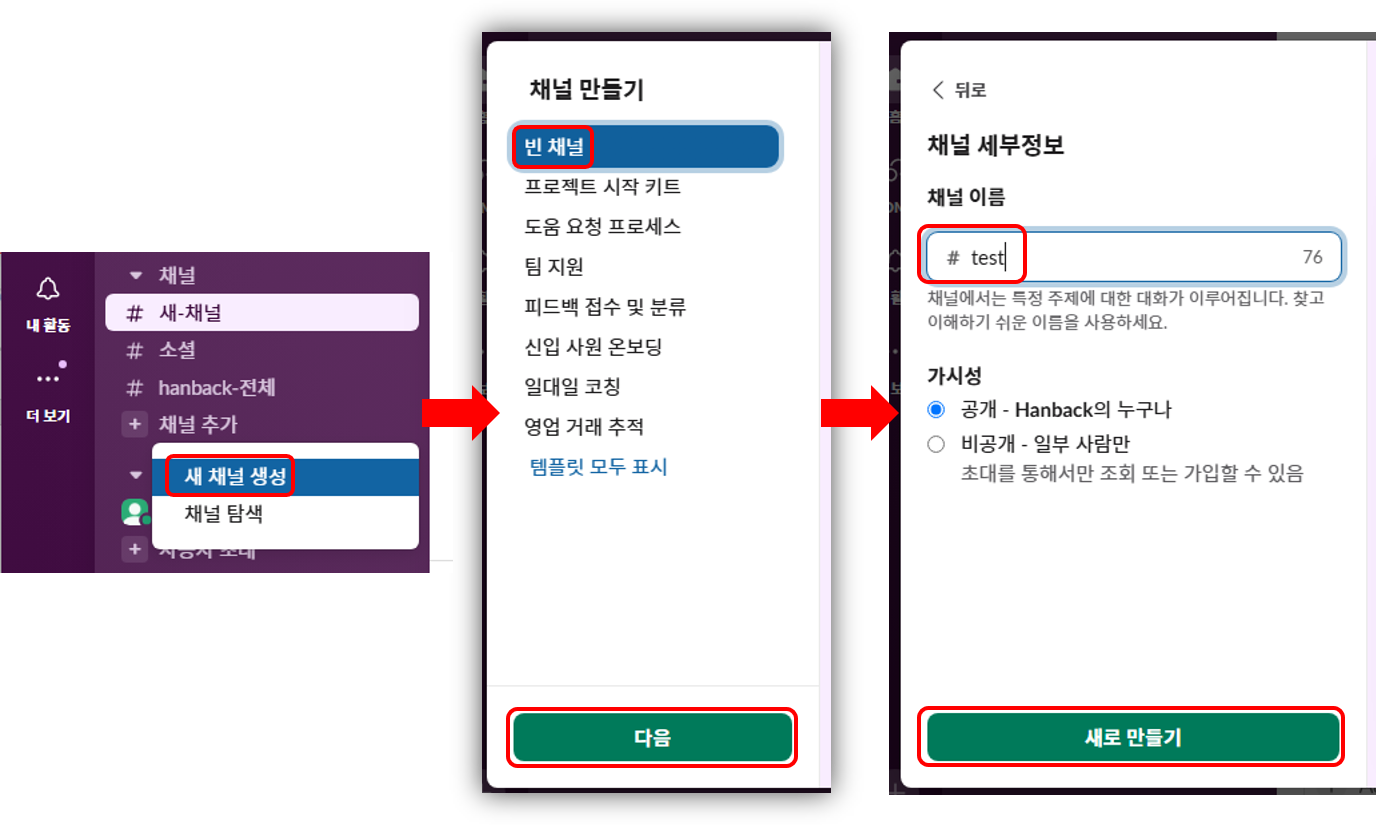 내 활동
더 보기
채널
# 새-채널
# 소셜
# hanback-전체
+ 채널 추가
새 채널 생성
채널 탐색
채널 만들기
빈 채널
프로젝트 시작 키트
도움 요청 프로세스
팀 지원
피드백 접수 및 분류
신입 사원 온보딩
일대일 코칭
영업 거래 추적
템플릿 모두 표시
다음
뒤로
채널 세부정보
채널 이름
# test 76
채널에서는 특정 주제에 대한 대화가 이루어집니다. 찾고
이해하기 쉬운 이름을 사용하세요.
가시성
공개 - Hanback의 누구나
비공개 - 일부 사람만
초대를 통해서만 조회 또는 가입할 수 있음
새로 만들기